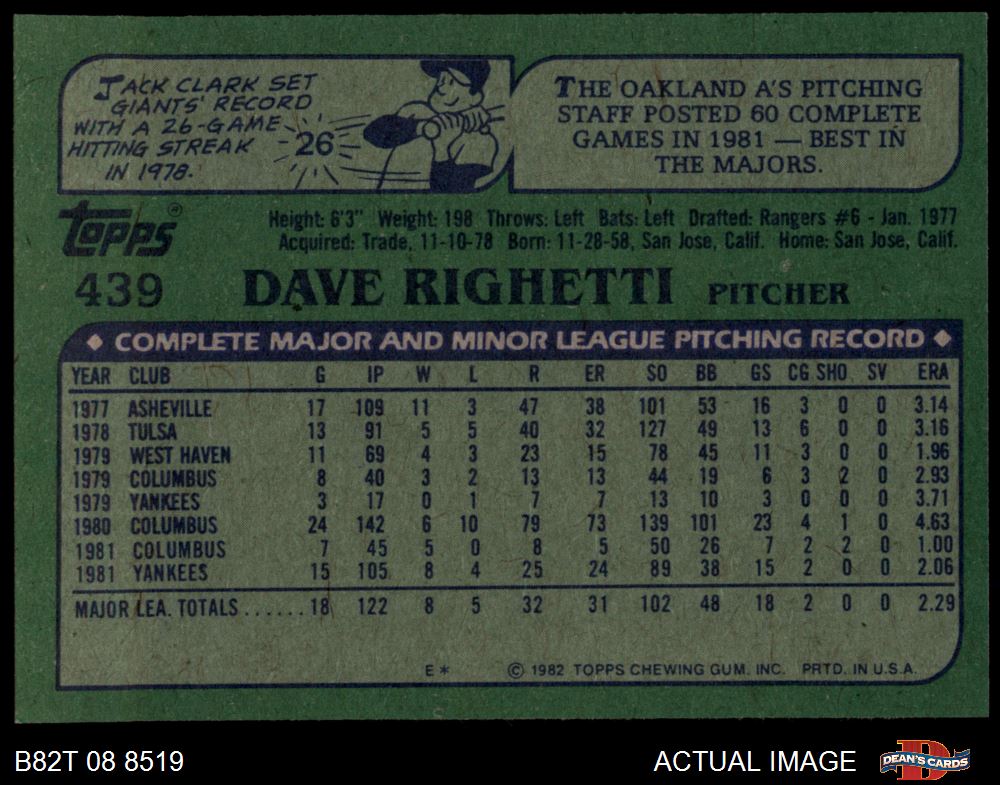 JACK CLARK SET
GIANTS' RECORD
WITH A 26-GAME
HITTING STREAK
IN 1978.
26
THE OAKLAND A'S PITCHING
STAFF POSTED 60 COMPLETE
GAMES IN 1981 — BEST IN
THE MAJORS.
Topps®
Height: 6'3" Weight: 198 Throws: Left Bats: Left Drafted: Rangers #6 - Jan. 1977
Acquired: Trade, 11-10-78 Born: 11-28-58, San Jose, Calif. Home: San Jose, Calif.
439 DAVE RIGHETTI PITCHER
◆ COMPLETE MAJOR AND MINOR LEAGUE PITCHING RECORD ◆
YEAR CLUB G IP W L R ER SO BB GS CG SHO SV ERA
1977 ASHEVILLE 17 109 11 3 47 38 101 53 16 3 0 0 3.14
1978 TULSA 13 91 5 5 40 32 127 49 13 6 0 0 3.16
1979 WEST HAVEN 11 69 4 3 23 15 78 45 11 3 0 0 1.96
1979 COLUMBUS 8 40 3 2 13 13 44 19 6 3 2 0 2.93
1979 YANKEES 3 17 0 1 7 7 13 10 3 0 0 0 3.71
1980 COLUMBUS 24 142 6 10 79 73 139 101 23 4 1 0 4.63
1981 COLUMBUS 7 45 5 0 8 5 50 26 7 2 2 0 1.00
1981 YANKEES 15 105 8 4 25 24 89 38 15 2 0 0 2.06
MAJOR LEA. TOTALS ......18 122 8 5 32 31 102 48 18 2 0 0 2.29
E * © 1982 TOPPS CHEWING GUM. INC. PRTD. IN U.S.A.
B82T 08 8519
ACTUAL IMAGE
D DEAN'S CARDS